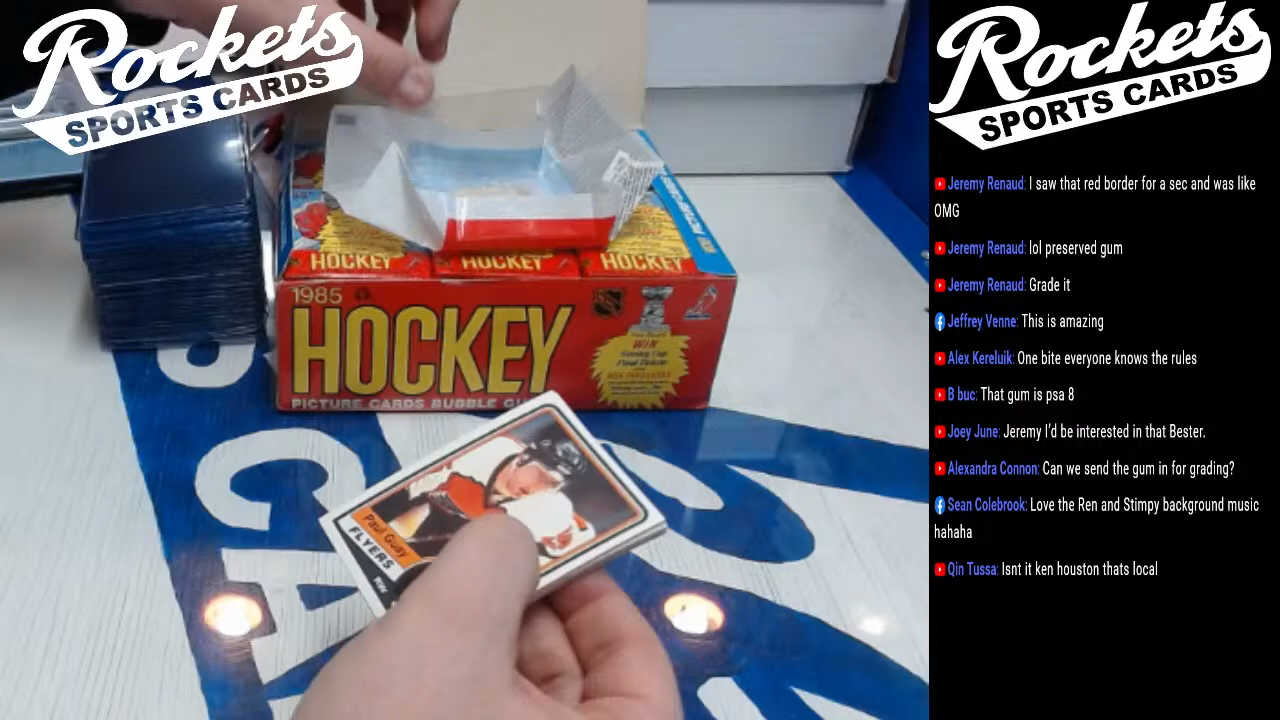 Rockets
SPORTS CARDS
Rockets
SPORTS CARDS
HOCKEY
HOCKEY
HOCKEY
1985
HOCKEY
PICTURE CARDS BUBBLE GU
WIN
Paul Guay
FLYERS
RW
Jeremy Renaud: I saw that red border for a sec and was like
OMG
Jeremy Renaud: lol preserved gum
Jeremy Renaud: Grade it
Jeffrey Venne: This is amazing
Alex Kereluik: One bite everyone knows the rules
B buc: That gum is psa 8
Joey June: Jeremy I'd be interested in that Bester.
Alexandra Connon: Can we send the gum in for grading?
Sean Colebrook: Love the Ren and Stimpy background music
hahaha
Qin Tussa: Isnt it ken houston thats local